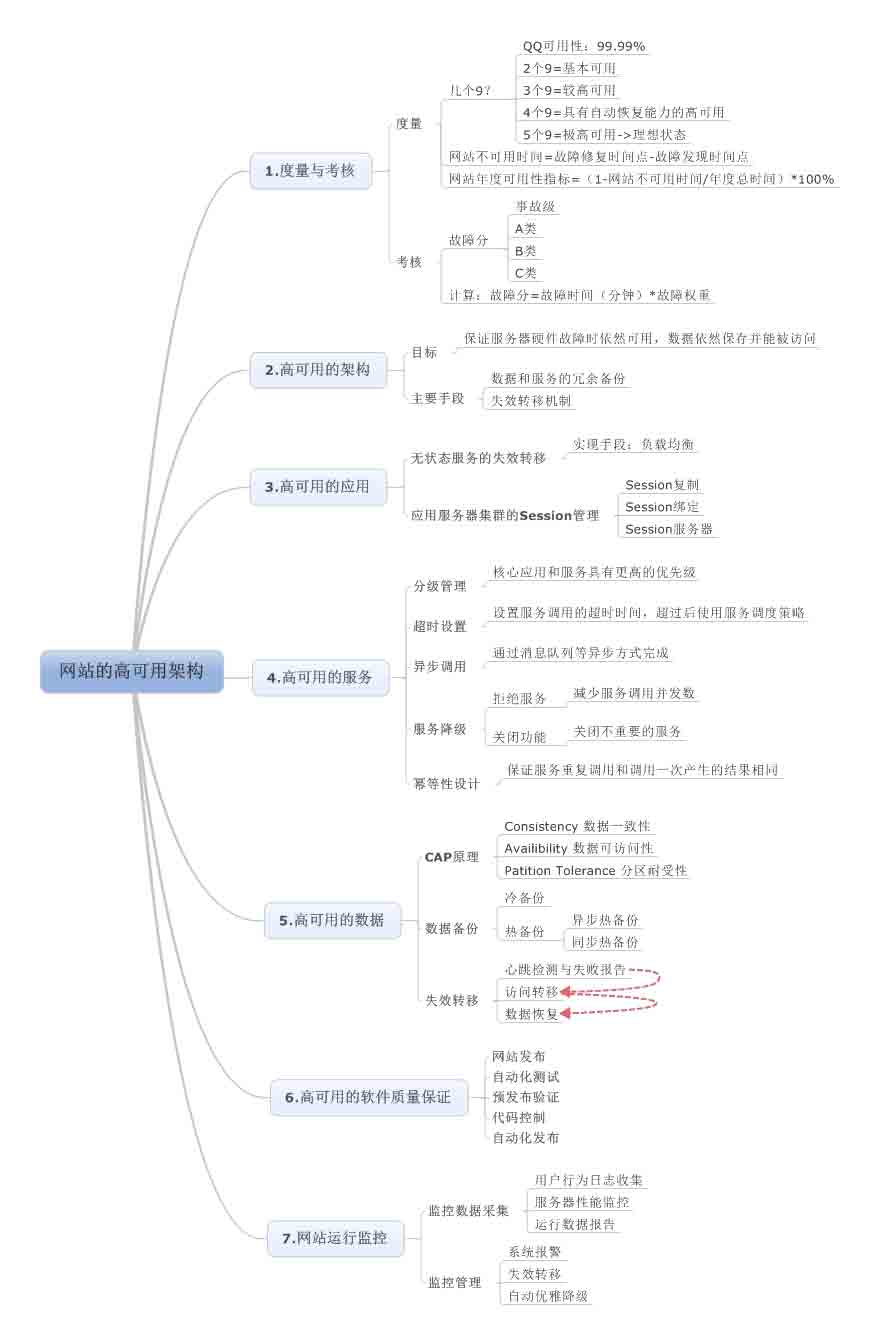 网站的高可用架构
1.度量与考核
度量
几个9?
QQ可用性：99.99%
2个9=基本可用
3个9=较高可用
4个9=具有自动恢复能力的高可用
5个9=极高可用->理想状态
网站不可用时间=故障修复时间点-故障发现时间点
网站年度可用性指标=（1-网站不可用时间/年度总时间）*100%
考核
故障分
事故级
A类
B类
C类
计算：故障分=故障时间（分钟）*故障权重
2.高可用的架构
目标
保证服务器硬件故障时依然可用，数据依然保存并能被访问
主要手段
数据和服务的冗余备份
失效转移机制
3.高可用的应用
无状态服务的失效转移
实现手段：负载均衡
应用服务器集群的Session管理
Session复制
Session绑定
Session服务器
4.高可用的服务
分级管理
核心应用和服务具有更高的优先级
超时设置
设置服务调用的超时时间，超过后使用服务调度策略
异步调用
通过消息队列等异步方式完成
服务降级
拒绝服务
减少服务调用并发数
关闭功能
关闭不重要的服务
幂等性设计
保证服务重复调用和调用一次产生的结果相同
5.高可用的数据
CAP原理
Consistency 数据一致性
Availibility 数据可访问性
Patition Tolerance 分区耐受性
数据备份
冷备份
热备份
异步热备份
同步热备份
失效转移
心跳检测与失败报告
访问转移
数据恢复
6.高可用的软件质量保证
网站发布
自动化测试
预发布验证
代码控制
自动化发布
7.网站运行监控
监控数据采集
用户行为日志收集
服务器性能监控
运行数据报告
监控管理
系统报警
失效转移
自动优雅降级